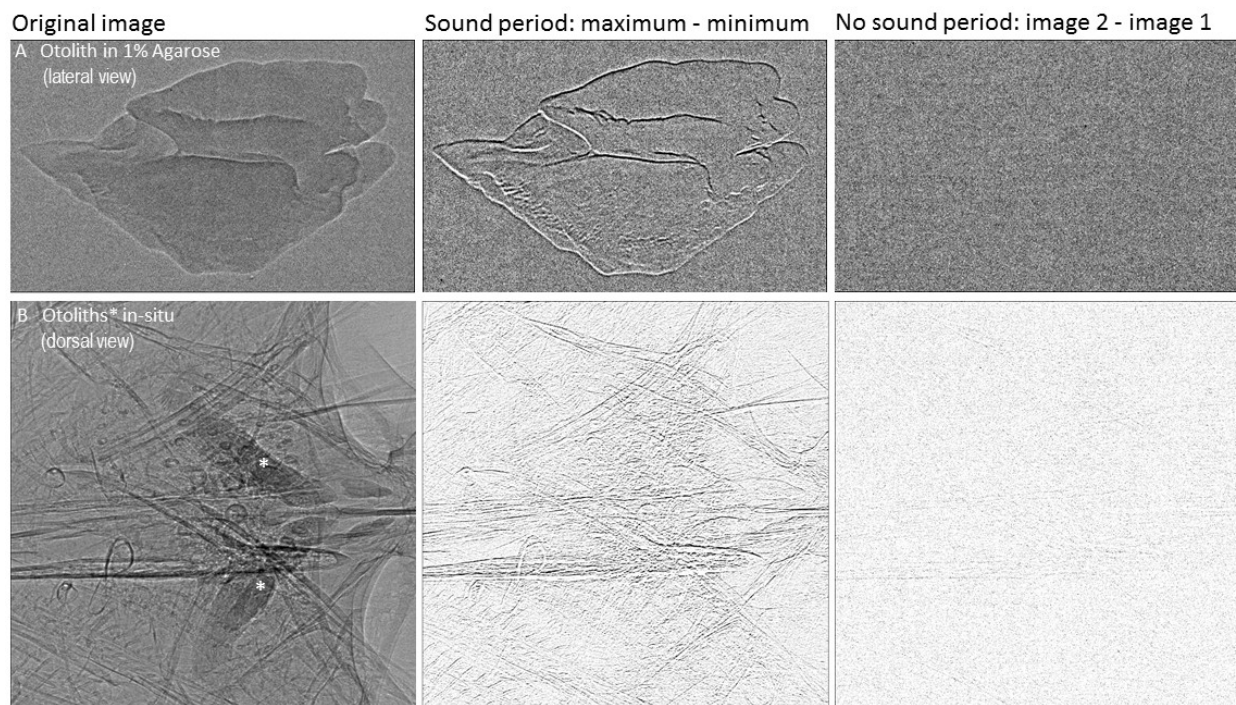 Original image
Sound period: maximum - minimum
No sound period: image 2 - image 1
A Otolith in 1% Agarose
(lateral view)
B Otoliths* in-situ
(dorsal view)
*
*